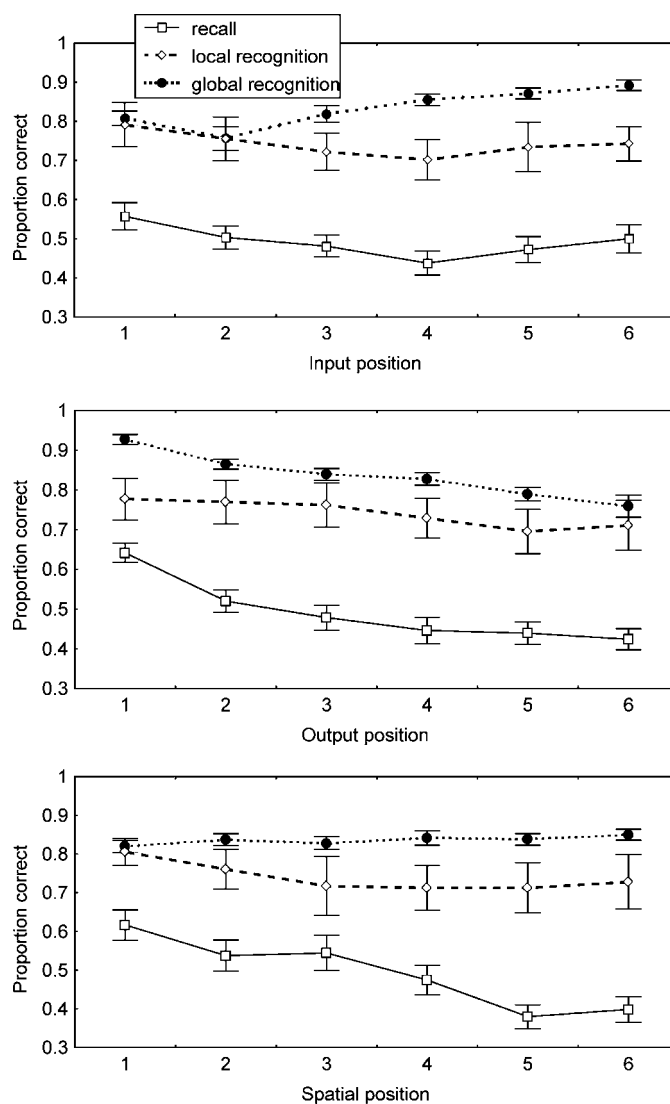 recall
local recognition
global recognition
Proportion correct
1
0.9
0.8
0.7
0.6
0.5
0.4
0.3
1 2 3 4 5 6
Input position
Proportion correct
1
0.9
0.8
0.7
0.6
0.5
0.4
0.3
1 2 3 4 5 6
Output position
Proportion correct
1
0.9
0.8
0.7
0.6
0.5
0.4
0.3
1 2 3 4 5 6
Spatial position